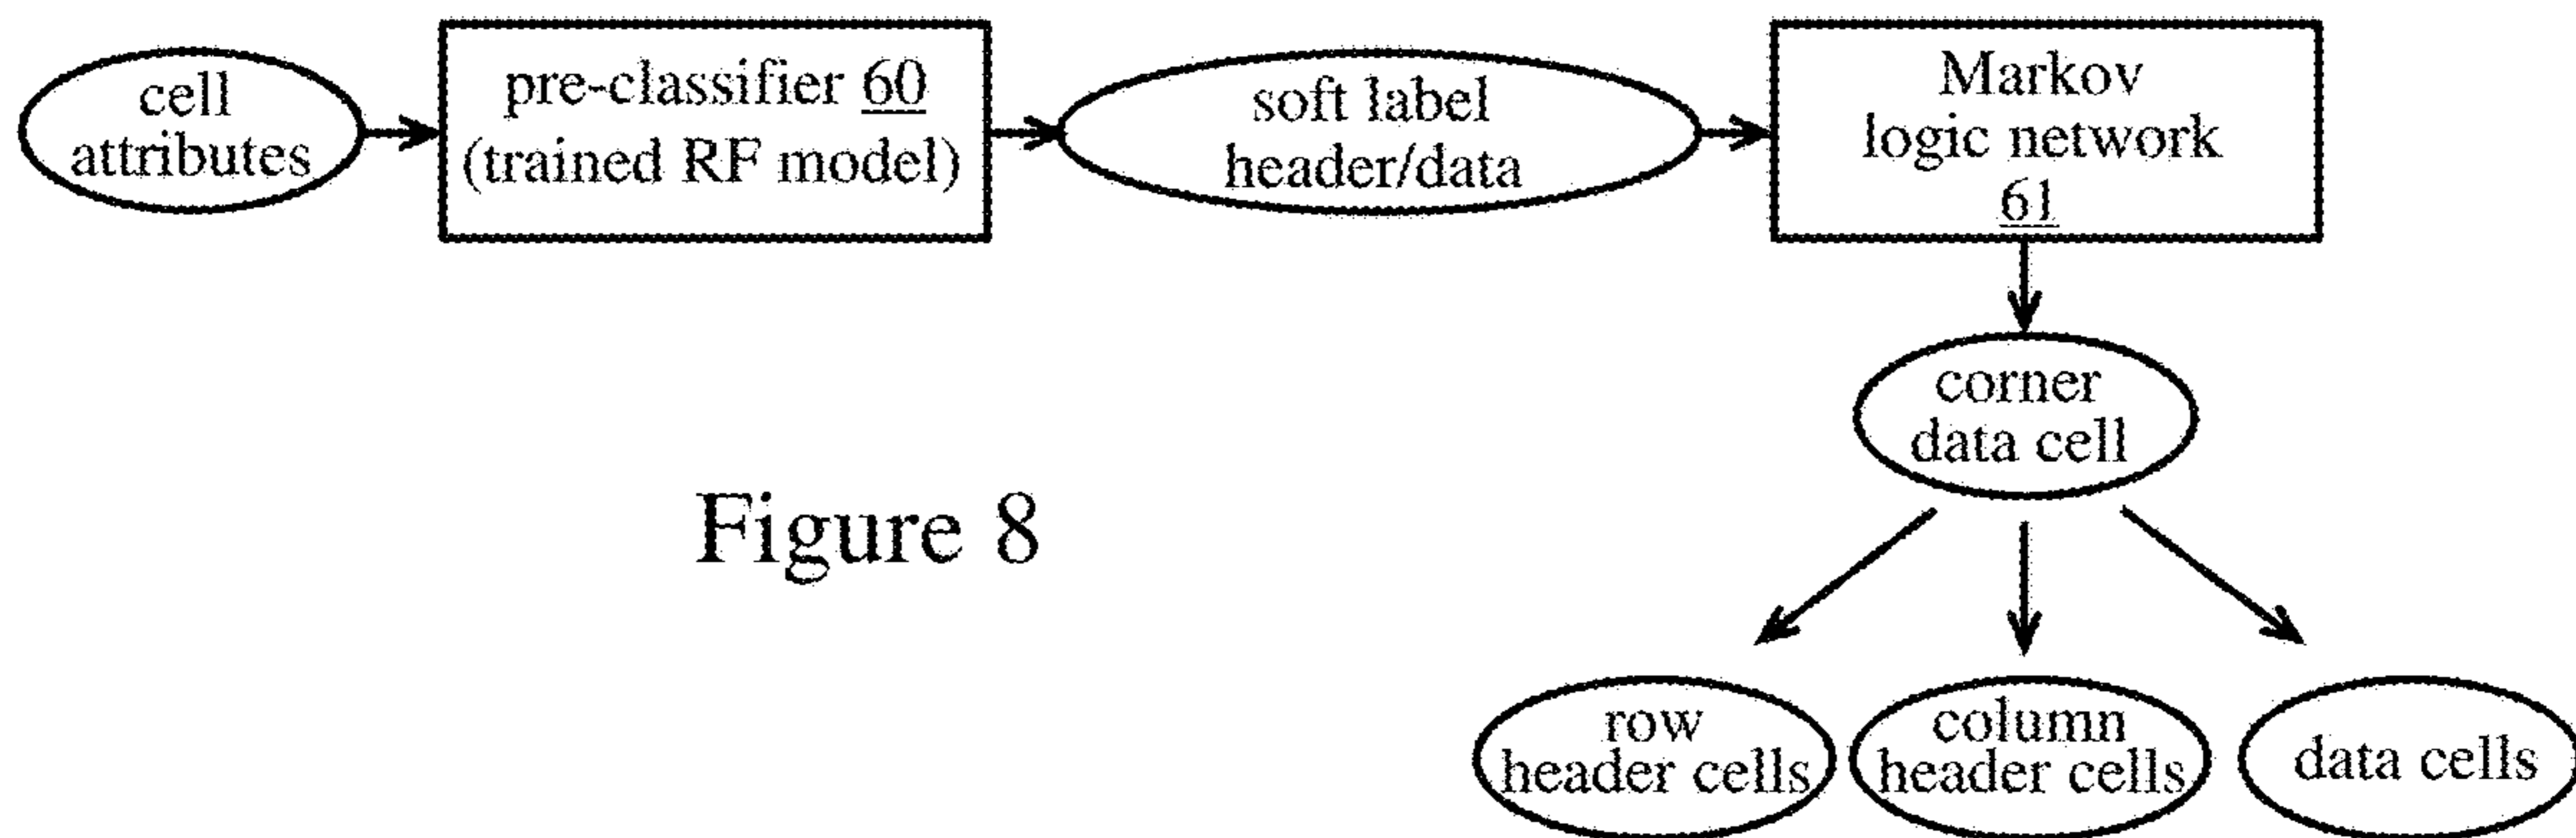 cell
attributes
pre-classifier 60
(trained RF model)
soft label
header/data
Markov
logic network
61
corner
data cell
Figure 8
row
header cells
column
header cells
data cells